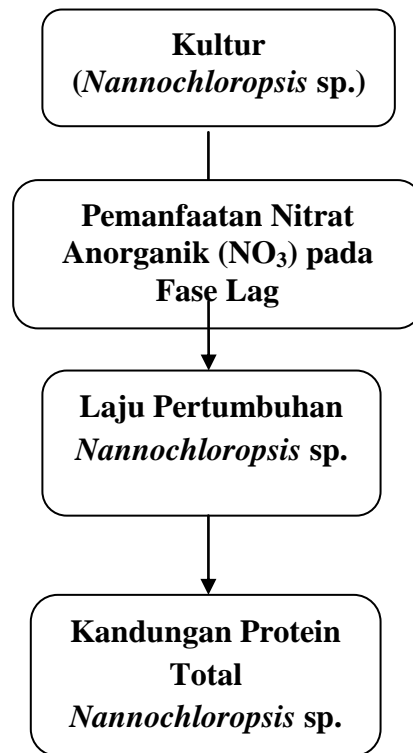 Kultur
(Nannochloropsis sp.)
Pemanfaatan Nitrat
Anorganik (NO₃) pada
Fase Lag
Laju Pertumbuhan
Nannochloropsis sp.
Kandungan Protein
Total
Nannochloropsis sp.